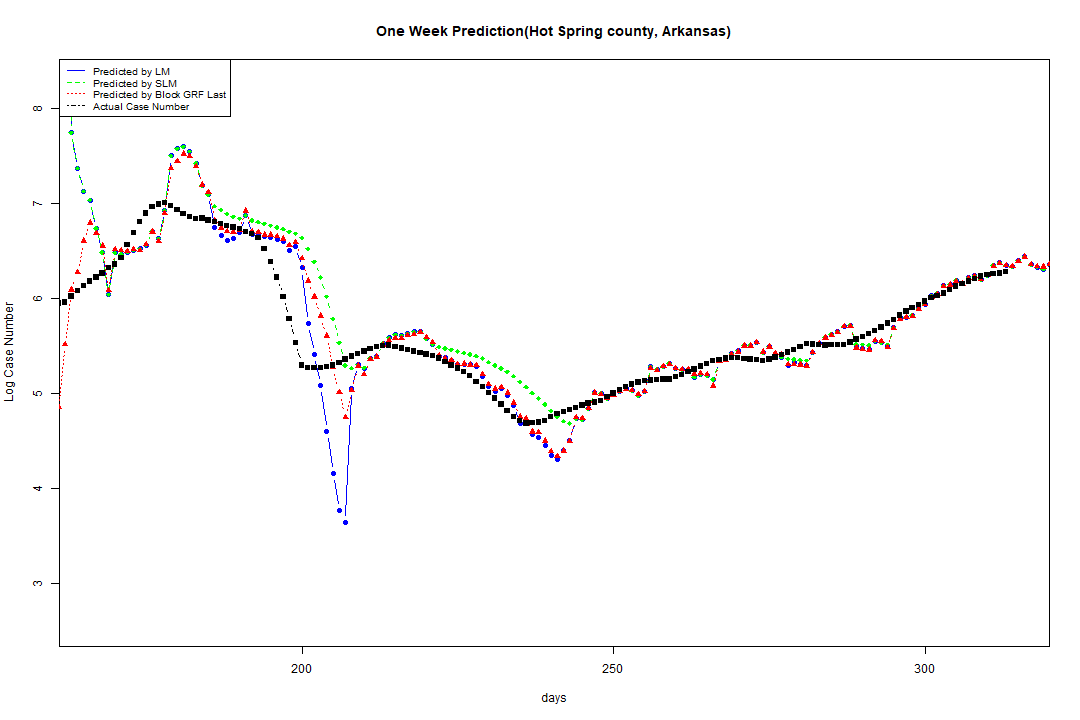 One Week Prediction(Hot Spring county, Arkansas)
Predicted by LM
Predicted by SLM
Predicted by Block GRF Last
Actual Case Number
8
7
6
5
4
3
Log Case Number
200
250
300
days